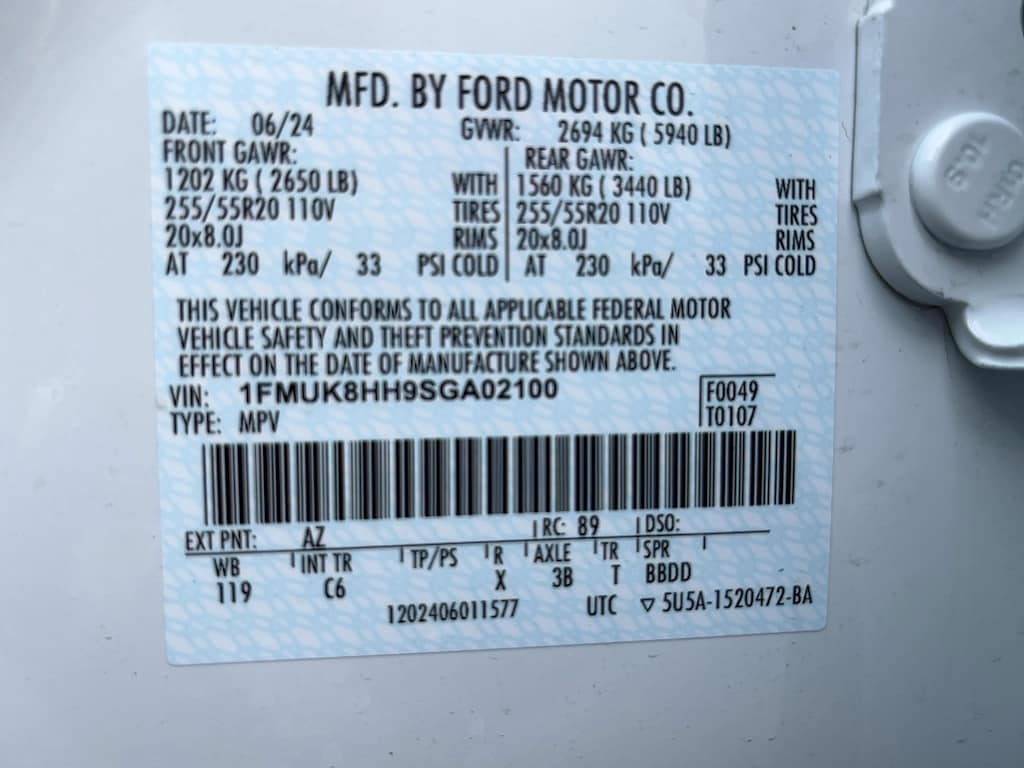 MFD. BY FORD MOTOR CO.
DATE: 06/24 GVWR: 2694 KG ( 5940 LB)
FRONT GAWR: REAR GAWR:
1202 KG ( 2650 LB) WITH 1560 KG ( 3440 LB) WITH
255/55R20 110V TIRES 255/55R20 110V TIRES
20x8.0J RIMS 20x8.0J RIMS
AT 230 kPa/ 33 PSI COLD AT 230 kPa/ 33 PSI COLD
THIS VEHICLE CONFORMS TO ALL APPLICABLE FEDERAL MOTOR
VEHICLE SAFETY AND THEFT PREVENTION STANDARDS IN
EFFECT ON THE DATE OF MANUFACTURE SHOWN ABOVE.
VIN: 1FMUK8HH9SGA02100 F0049
TYPE: MPV T0107
EXT PNT: AZ RC: 89 DSO:
WB INT TR TP/PS R AXLE TR SPR
119 C6 X 3B T BBDD
1202406011577 UTC ▽ 5U5A-1520472-BA
10.9